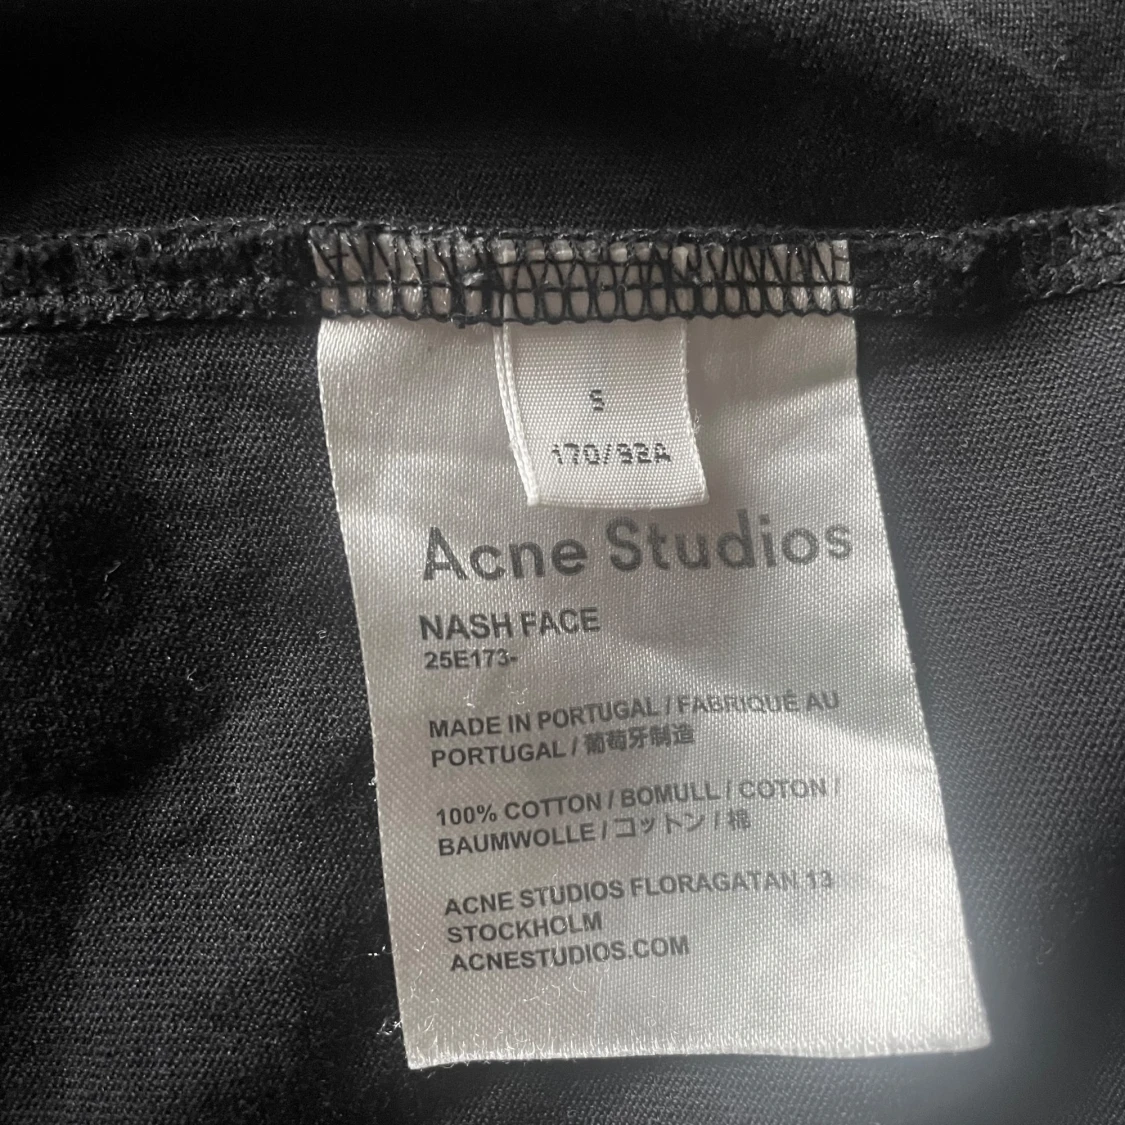 S
170/92A
Acne Studios
NASH FACE
25E173-
MADE IN PORTUGAL / FABRIQUÉ AU
PORTUGAL / 葡萄牙制造
100% COTTON / BOMULL / COTON /
BAUMWOLLE / コットン / 棉
ACNE STUDIOS FLORAGATAN 13
STOCKHOLM
ACNESTUDIOS.COM